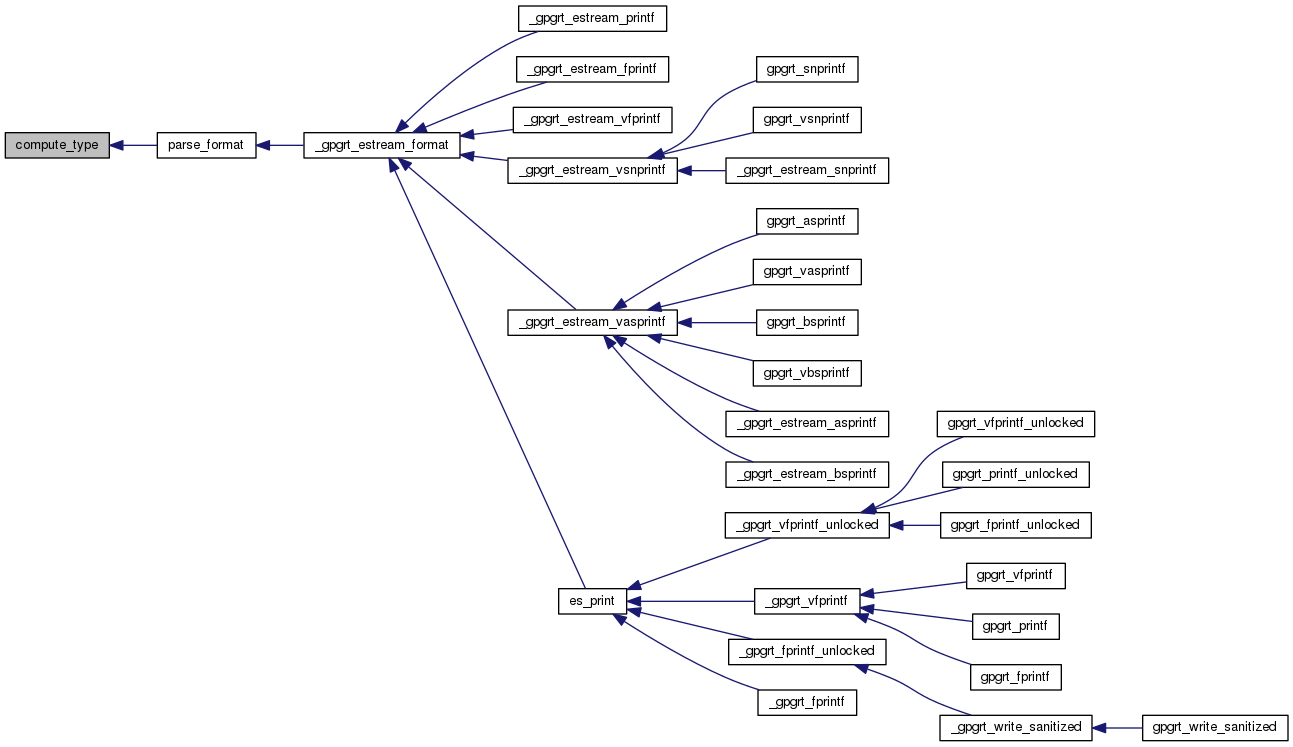 _gpgrt_estream_printf
_gpgrt_estream_fprintf
gpgrt_snprintf
_gpgrt_estream_vfprintf
gpgrt_vsnprintf
compute_type
parse_format
_gpgrt_estream_format
_gpgrt_estream_vsnprintf
_gpgrt_estream_snprintf
gpgrt_asprintf
gpgrt_vasprintf
_gpgrt_estream_vasprintf
gpgrt_bsprintf
gpgrt_vbsprintf
_gpgrt_estream_asprintf
gpgrt_vfprintf_unlocked
_gpgrt_estream_bsprintf
gpgrt_printf_unlocked
_gpgrt_vfprintf_unlocked
gpgrt_fprintf_unlocked
gpgrt_vfprintf
es_print
_gpgrt_vfprintf
gpgrt_printf
_gpgrt_fprintf_unlocked
gpgrt_fprintf
_gpgrt_fprintf
_gpgrt_write_sanitized
gpgrt_write_sanitized